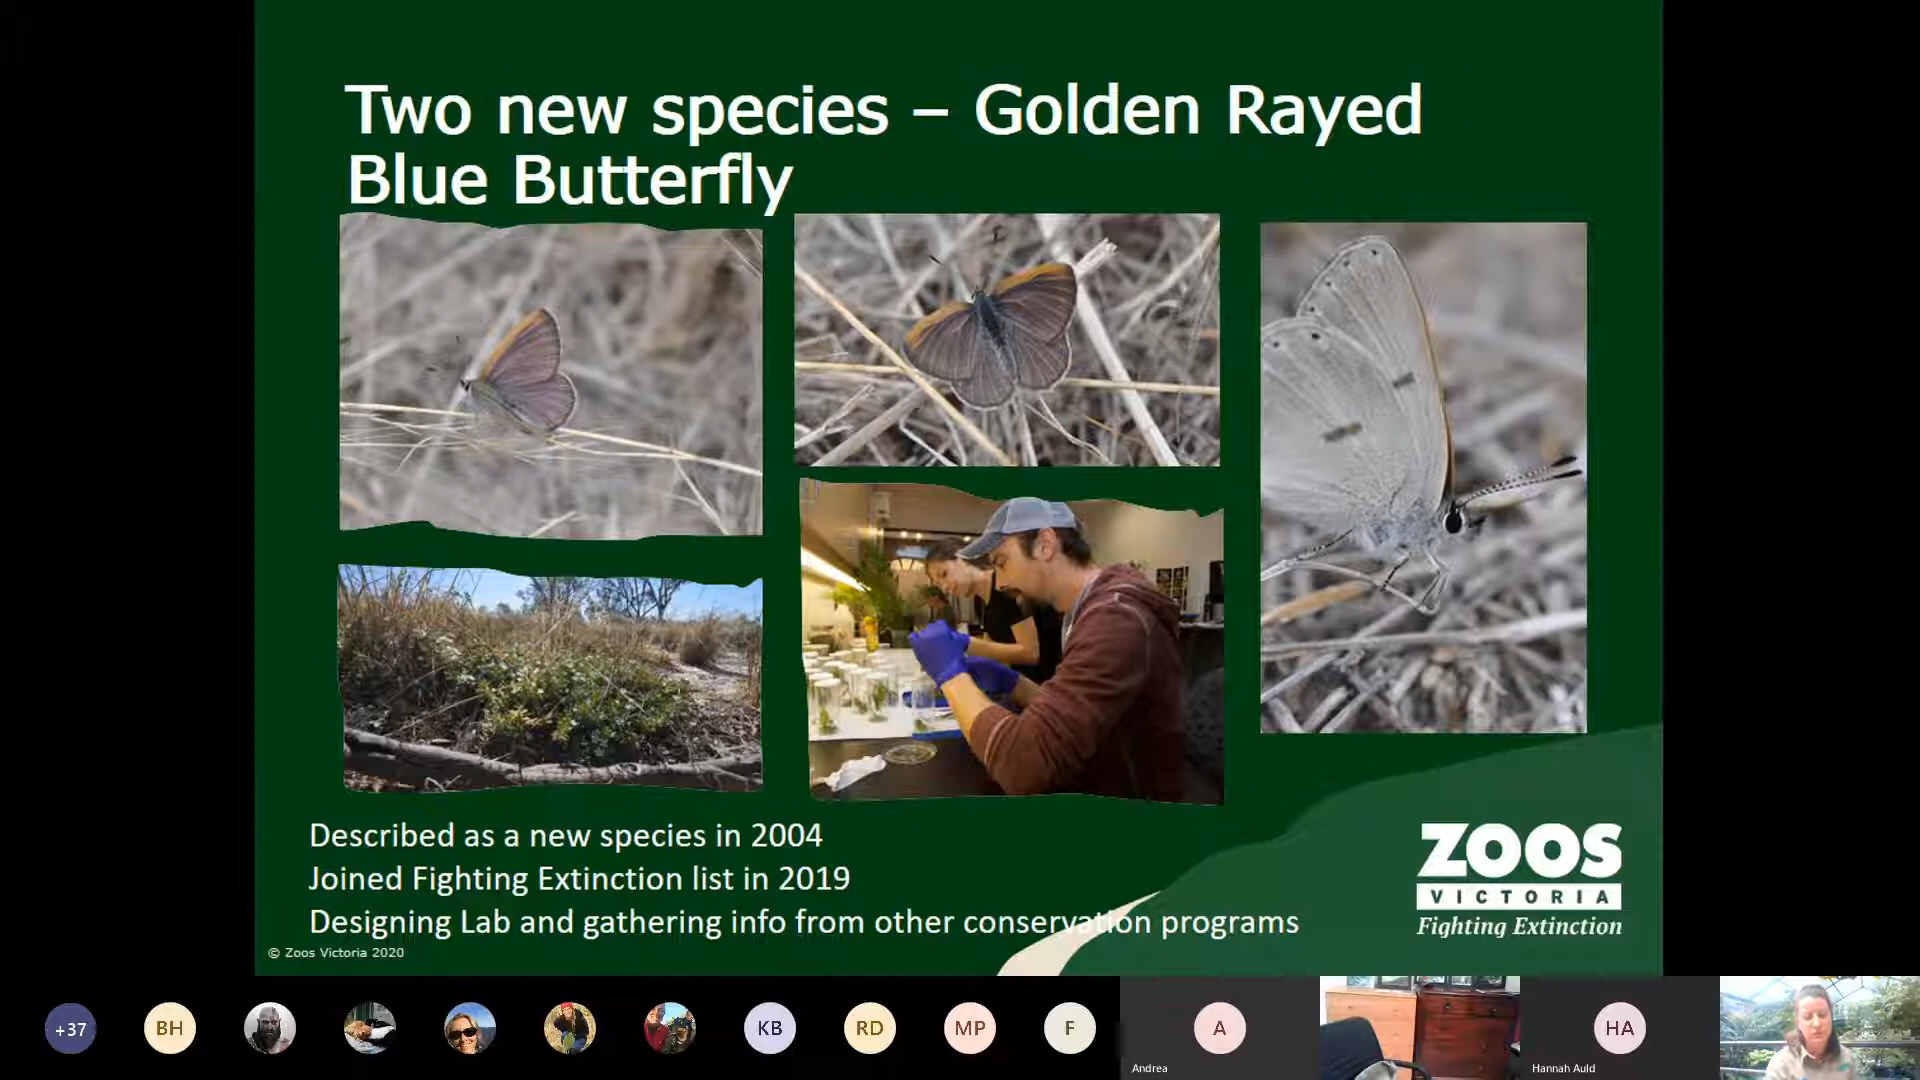 Two new species – Golden Rayed
Blue Butterfly
Described as a new species in 2004
Joined Fighting Extinction list in 2019
Designing Lab and gathering info from other conservation programs
© Zoos Victoria 2020
ZOOS
VICTORIA
Fighting Extinction
+37
BH
KB
RD
MP
F
A
Andrea
HA
Hannah Auld